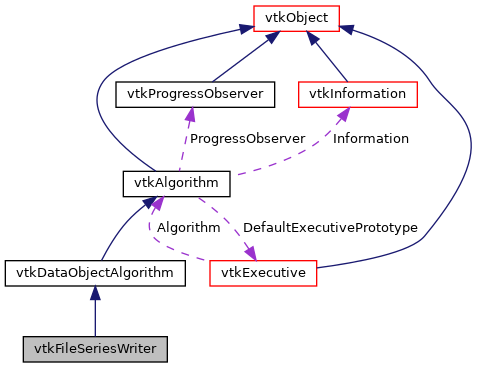 vtkObject
vtkProgressObserver
vtkInformation
ProgressObserver
Information
vtkAlgorithm
Algorithm
DefaultExecutivePrototype
vtkDataObjectAlgorithm
vtkExecutive
vtkFileSeriesWriter